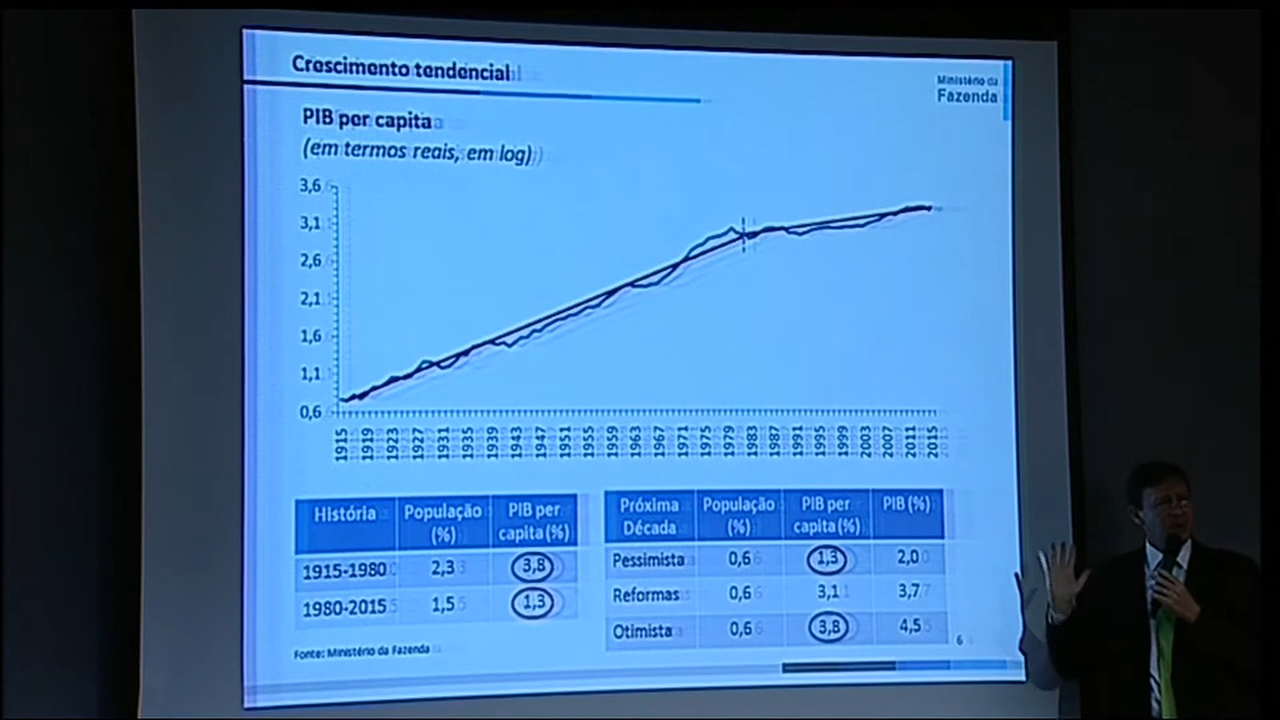 Crescimento tendencial
Ministério da
Fazenda
PIB per capita
(em termos reais, em log)
3,6
3,1
2,6
2,1
1,6
1,1
0,6
1915 1919 1923 1927 1931 1935 1939 1943 1947 1951 1955 1959 1963 1967 1971 1975 1979 1983 1987 1991 1995 1999 2003 2007 2011 2015
História População (%) PIB per capita (%)
1915-1980 2,3 3,8
1980-2015 1,5 1,3
Fonte: Ministério da Fazenda
Próxima Década População (%) PIB per capita (%) PIB (%)
Pessimista 0,6 1,3 2,0
Reformas 0,6 3,1 3,7
Otimista 0,6 3,8 4,5
6